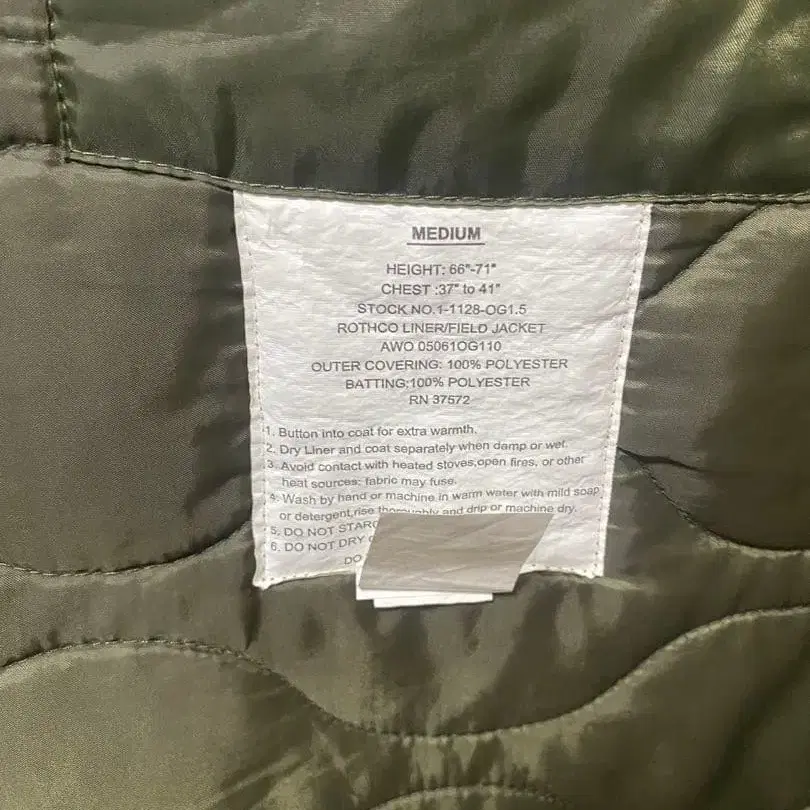 MEDIUM
HEIGHT: 66"-71"
CHEST :37" to 41"
STOCK NO.1-1128-OG1.5
ROTHCO LINER/FIELD JACKET
AWO 05061OG110
OUTER COVERING: 100% POLYESTER
BATTING:100% POLYESTER
RN 37572
1. Button into coat for extra warmth.
2. Dry Liner and coat separately when damp or wet.
3. Avoid contact with heated stoves,open fires, or other
heat sources: fabric may fuse.
4. Wash by hand or machine in warm water with mild soap
or detergent,rise thoroughly and drip or machine dry.
5. DO NOT STARC
6. DO NOT DRY
DO